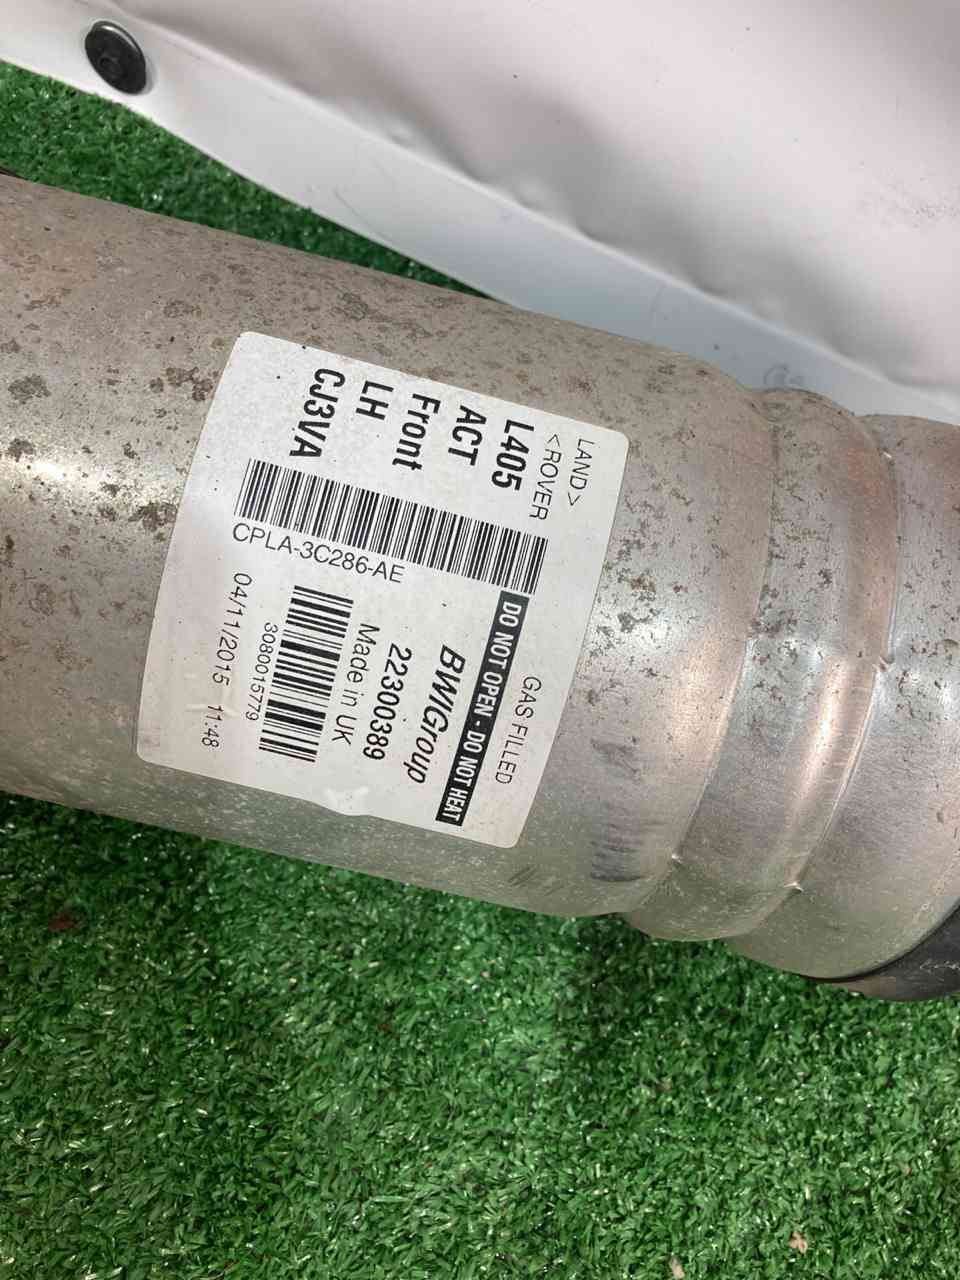 LAND>
<ROVER
L405
ACT
Front
LH
CJ3VA
CPLA-3C286-AE
GAS FILLED
DO NOT OPEN - DO NOT HEAT
BWIGroup
22300389
Made in UK
3080015779
04/11/2015 11:48